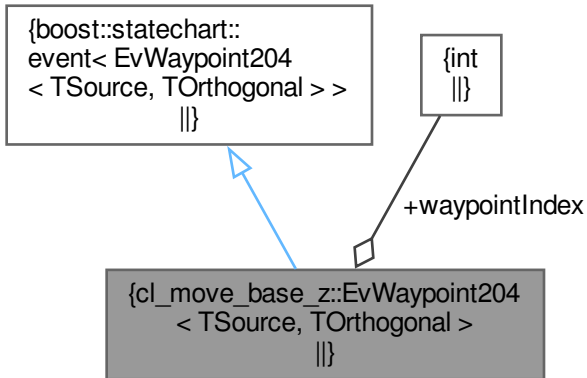 {boost::statechart::
event< EvWaypoint204
< TSource, TOrthogonal > >
||}
{int
||}
+waypointIndex
{cl_move_base_z::EvWaypoint204
< TSource, TOrthogonal >
||}